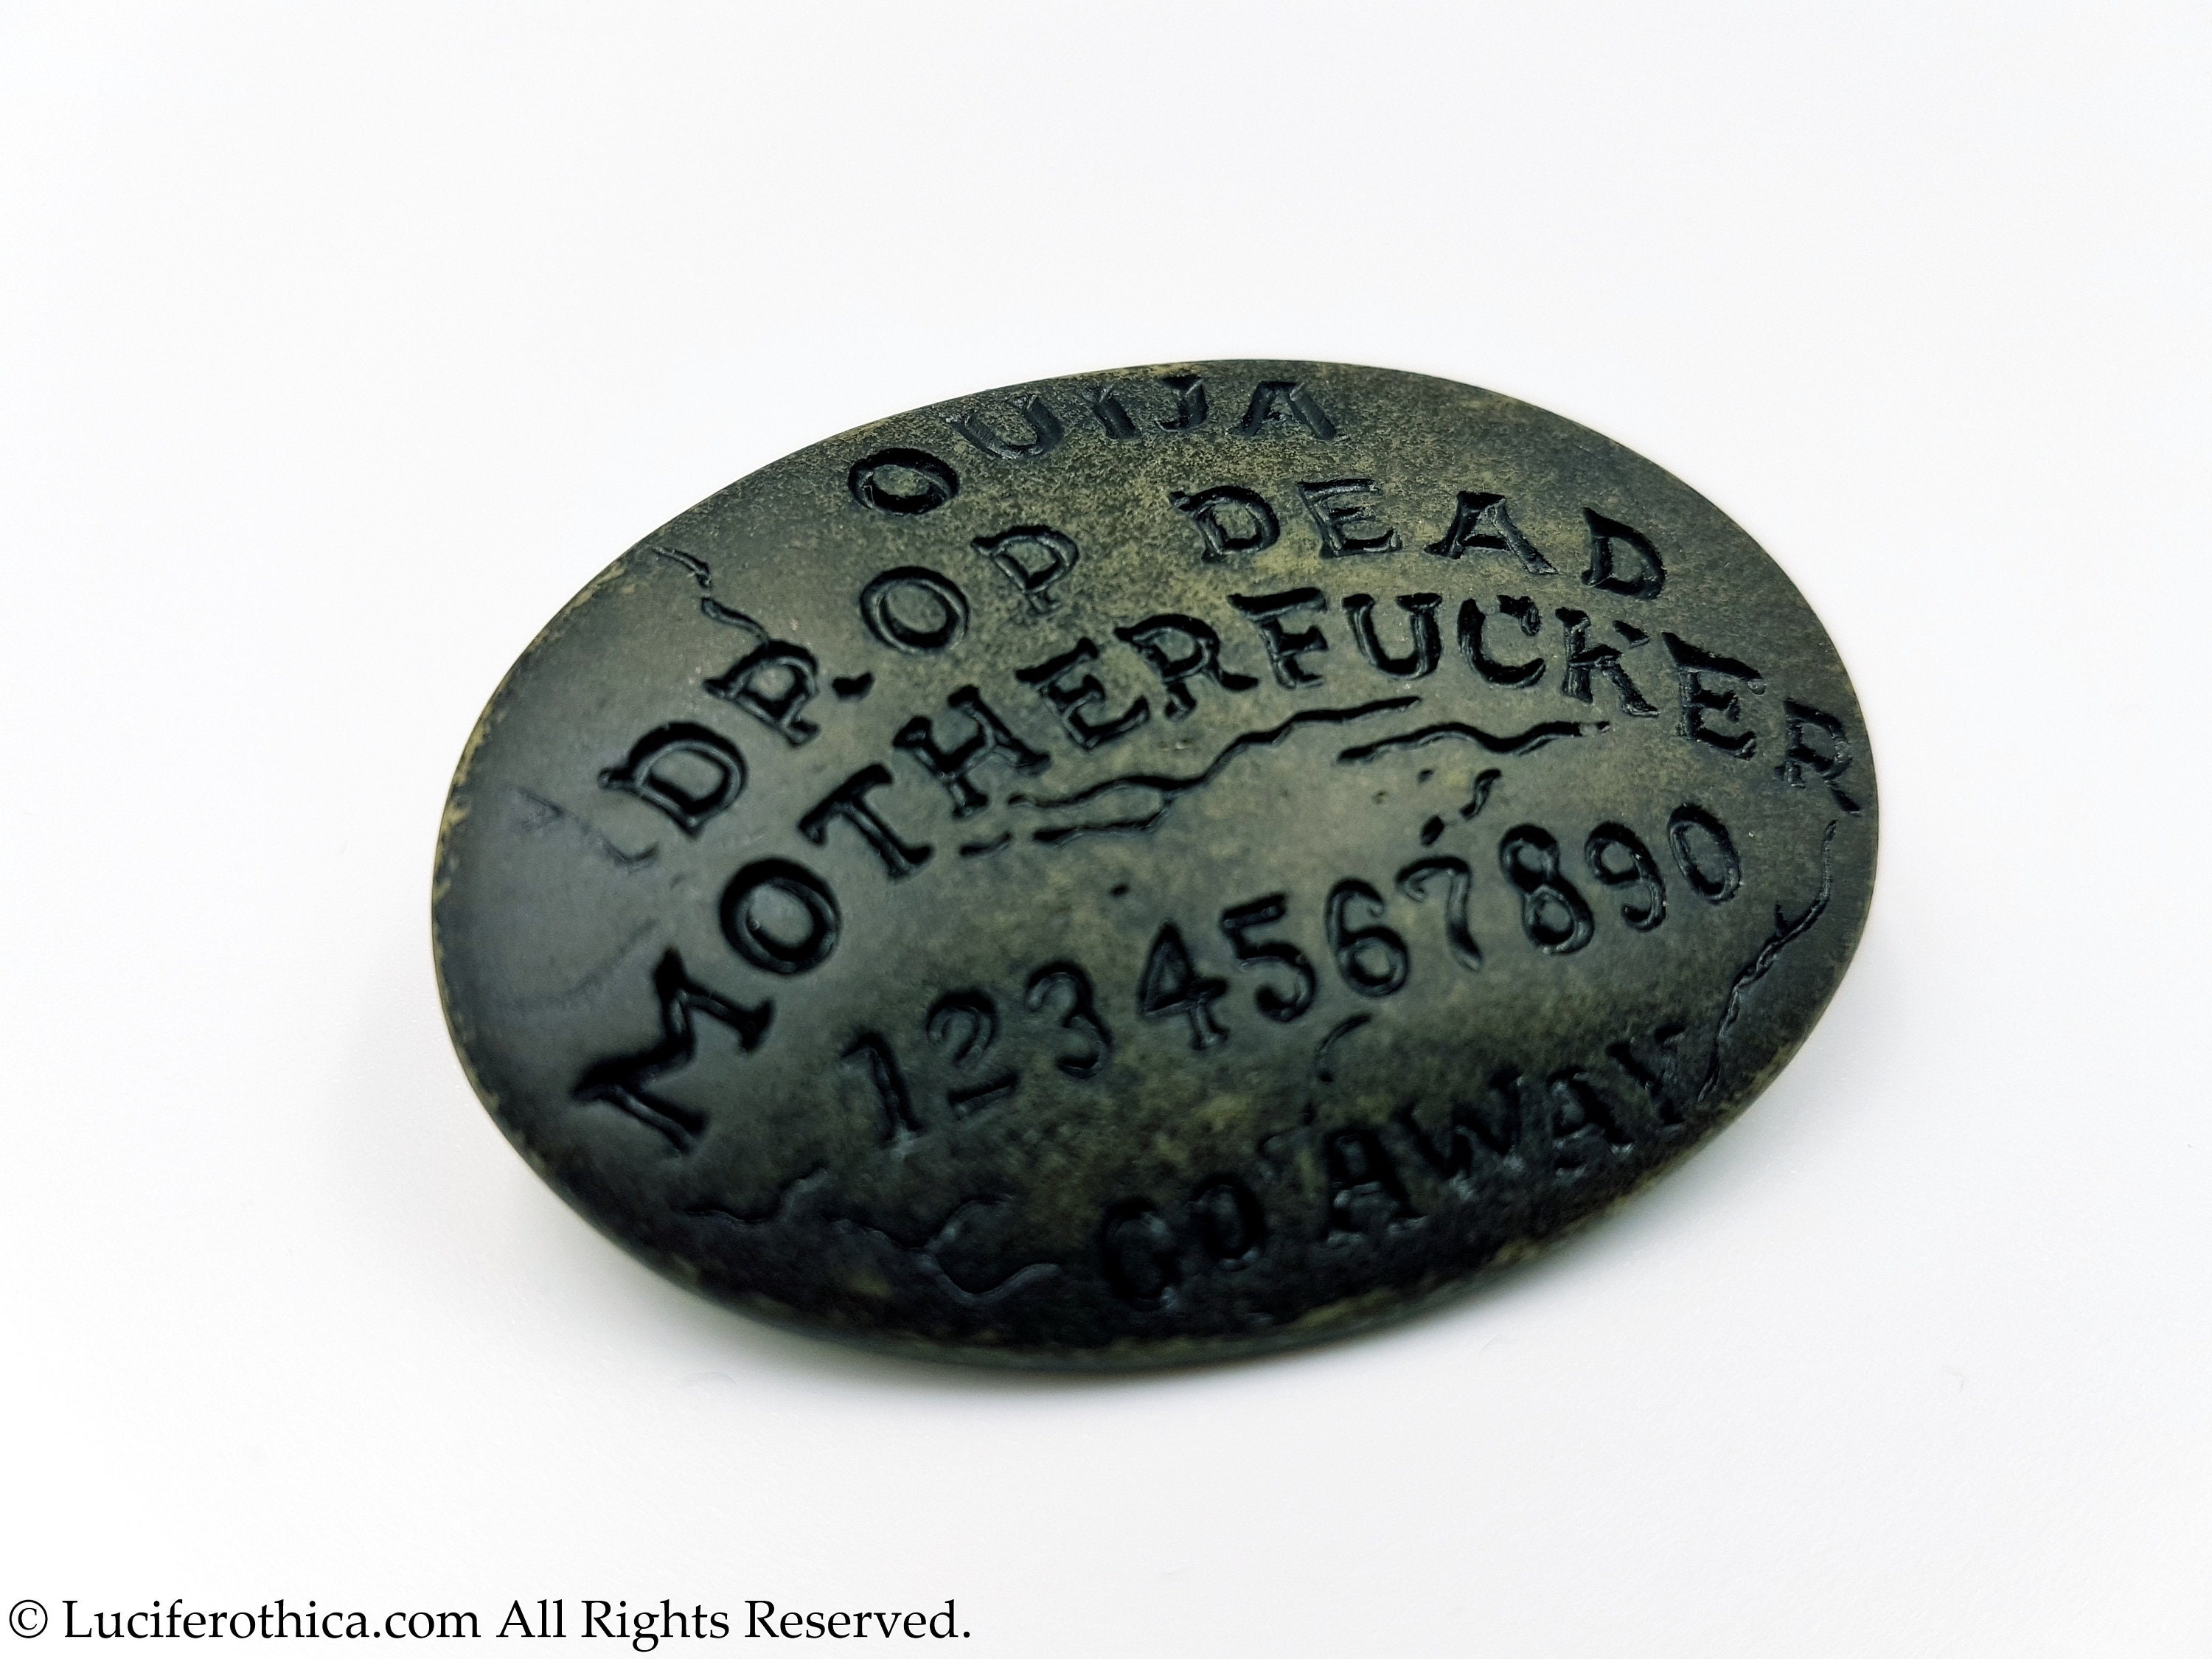 OUIJA
DROP DEAD
MOTHERFUCKER
1234567890
GO AWAY
© Luciferothica.com All Rights Reserved.